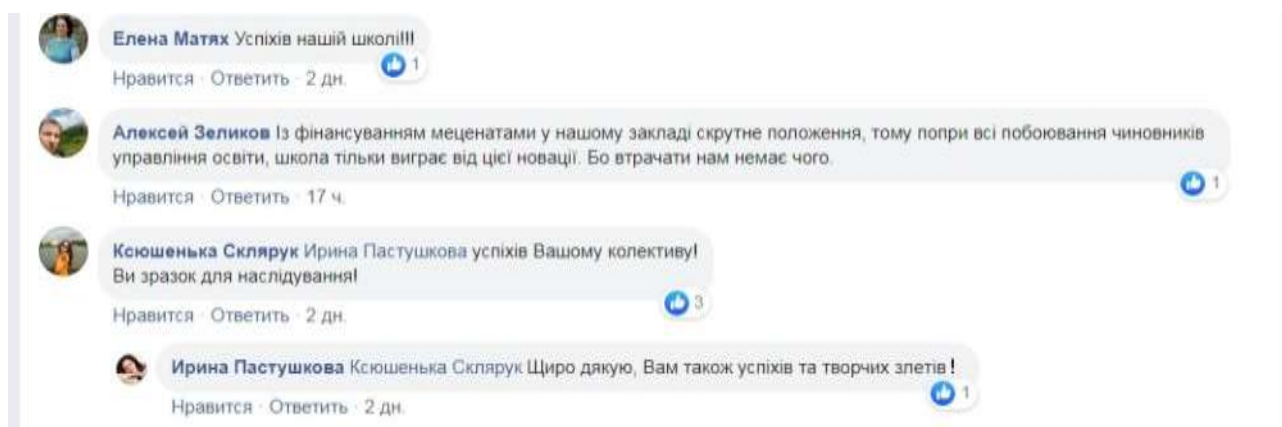 Елена Матях Успіхів нашій школі!!!
1
Нравится · Ответить · 2 дн.
Алексей Зеликов Із фінансуванням меценатами у нашому закладі скрутне положення, тому попри всі побоювання чиновників
управління освіти, школа тільки виграє від цієї новації. Бо втрачати нам немає чого.
1
Нравится · Ответить · 17 ч.
Ксюшенька Склярук Ирина Пастушкова успіхів Вашому колективу!
Ви зразок для наслідування!
3
Нравится · Ответить · 2 дн.
Ирина Пастушкова Ксюшенька Склярук Щиро дякую, Вам також успіхів та творчих злетів!
1
Нравится · Ответить · 2 дн.